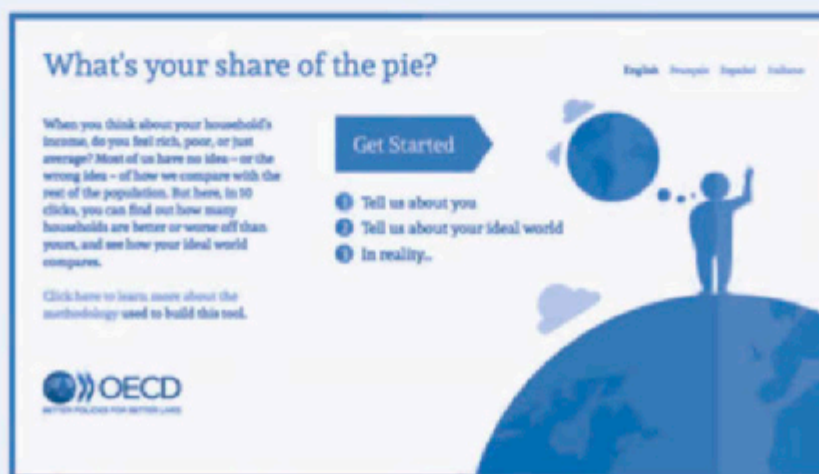 What's your share of the pie?
English Français Español Italiano
When you think about your household's
income, do you feel rich, poor, or just
average? Most of us have no idea – or the
wrong idea – of how we compare with the
rest of the population. But here, in 10
clicks, you can find out how many
households are better or worse off than
yours, and see how your ideal world
compares.
Click here to learn more about the
methodology used to build this tool.
Get Started
1 Tell us about you
2 Tell us about your ideal world
3 In reality..
OECD
BETTER POLICIES FOR BETTER LIVES